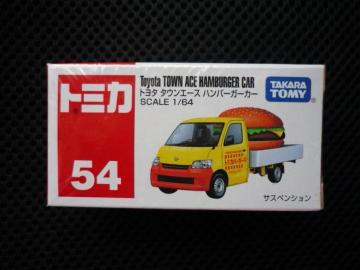 トミカ
54
Toyota TOWN ACE HAMBURGER CAR
トヨタ タウンエース ハンバーガーカー
SCALE 1/64
TAKARA
TOMY
サスペンション